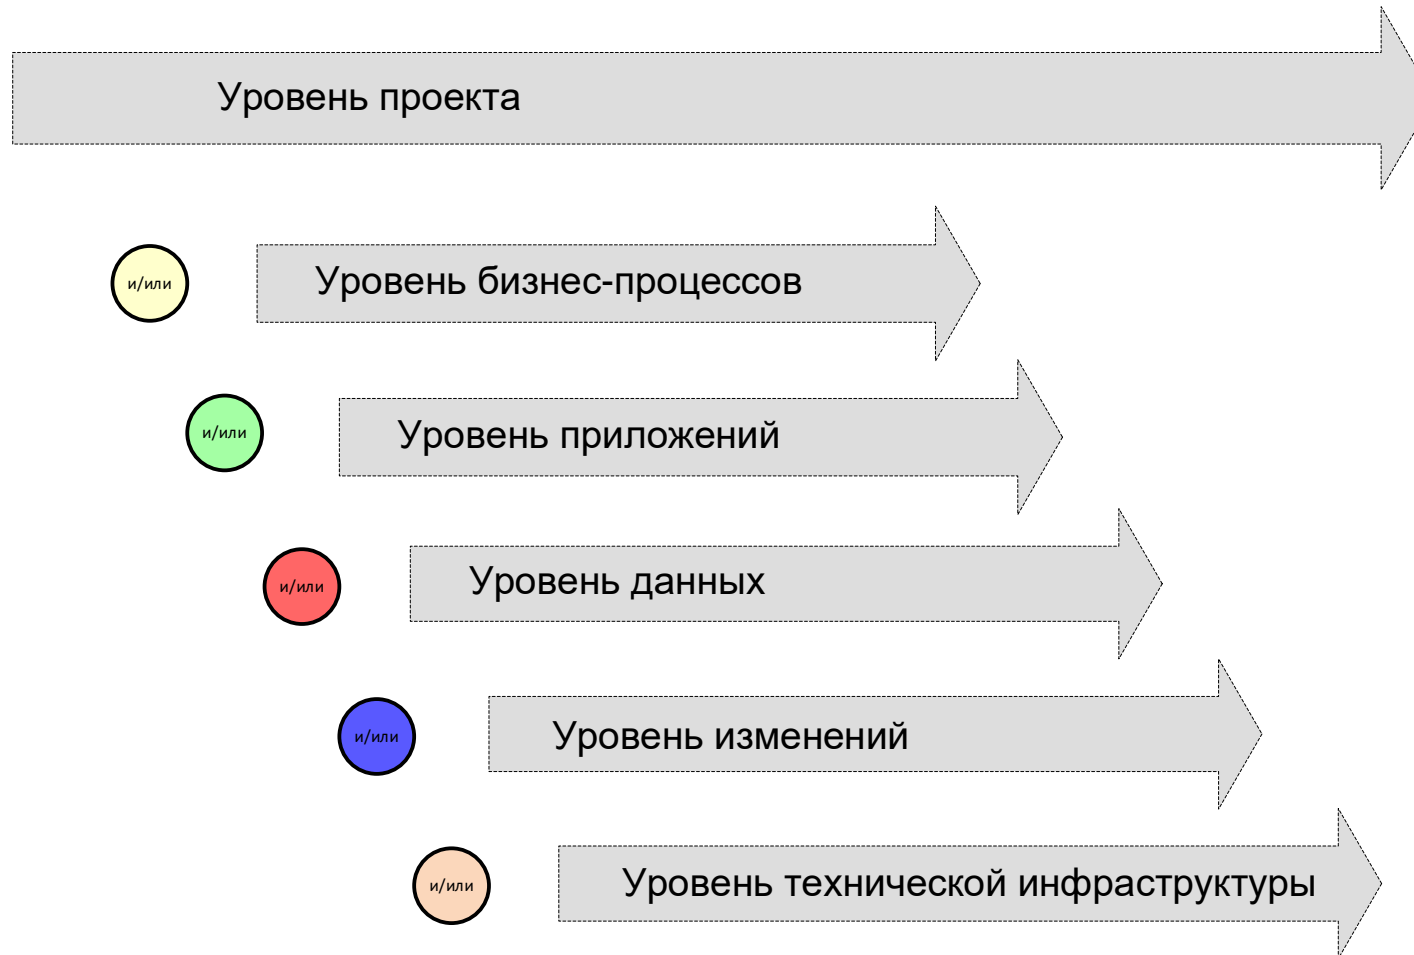 Уровень проекта
и/или
Уровень бизнес-процессов
и/или
Уровень приложений
и/или
Уровень данных
и/или
Уровень изменений
и/или
Уровень технической инфраструктуры